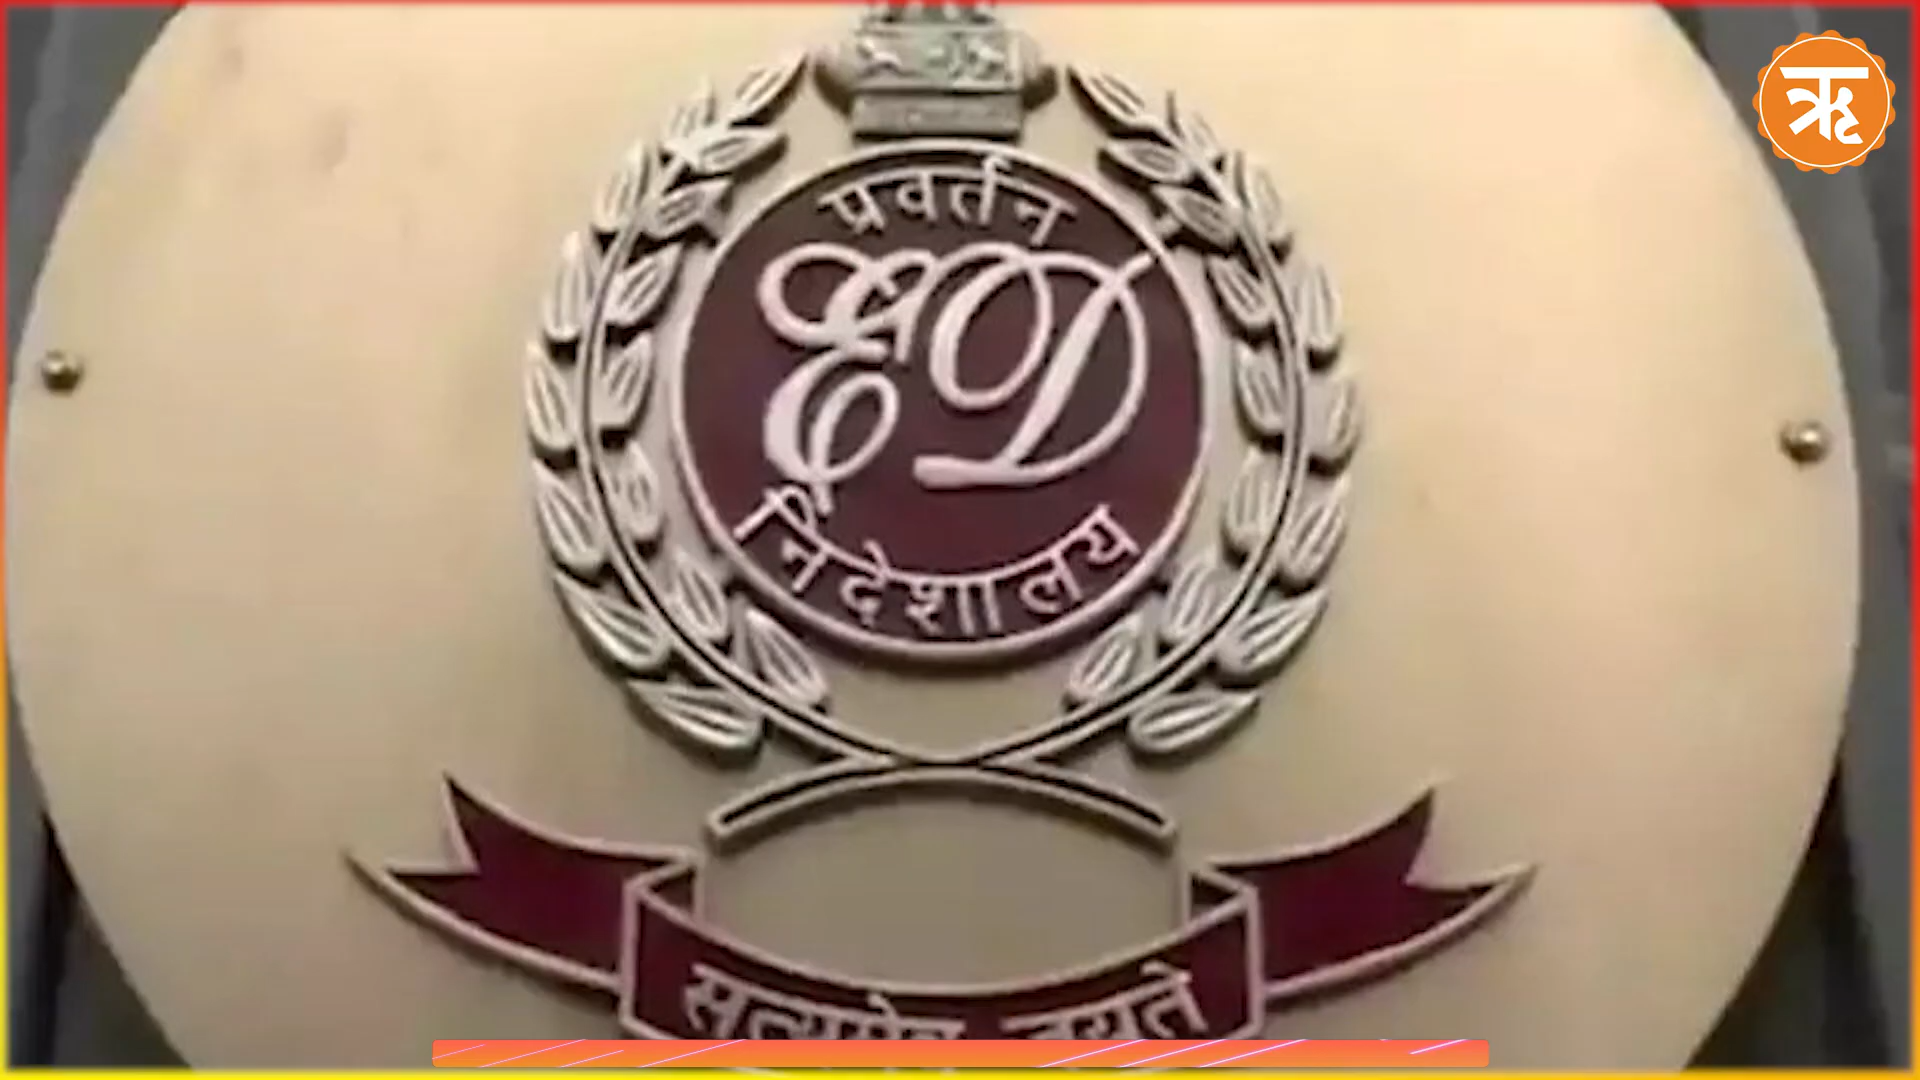 ऋ
प्रवर्तन
ED
निदेशालय
सत्यमेव जयते